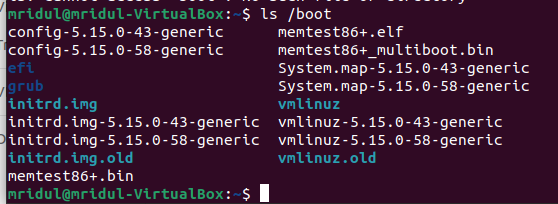 mridul@mridul-VirtualBox:~$ ls /boot
config-5.15.0-43-generic memtest86+.elf
config-5.15.0-58-generic memtest86+_multiboot.bin
efi System.map-5.15.0-43-generic
grub System.map-5.15.0-58-generic
initrd.img vmlinuz
initrd.img-5.15.0-43-generic vmlinuz-5.15.0-43-generic
initrd.img-5.15.0-58-generic vmlinuz-5.15.0-58-generic
initrd.img.old vmlinuz.old
memtest86+.bin
mridul@mridul-VirtualBox:~$